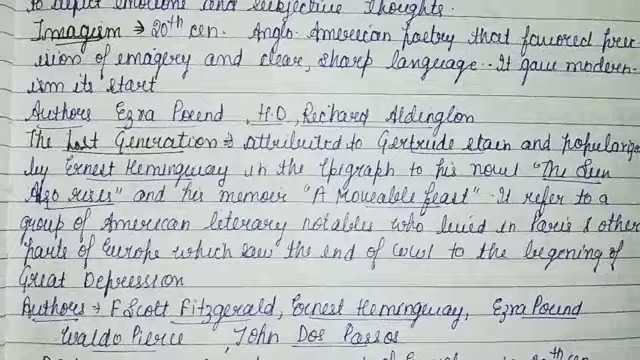 to depict emotions and subjective thoughts.
Imagism → 20th cen. Anglo-American poetry that favored prec-
ision of emagery and clear, sharp language. It gave modern-
ism its start
Authors Ezra Pound, H.D, Richard Aldington
The Lost Generation → attributed to Gertrude stain and popularize
by Ernest Hemingway in the Epigraph to his novel "The Sun
Also rises" and his memoir "A Moveable feast". It refer to a
group of American leterary notables who lived in Paris & other
parts of Europe which saw the end of WW1 to the begening of
Great Depression
Authors → F Scott Fitzgerald, Ernest Hemingway, Ezra Pound
Waldo Pierce, John Dos Passos